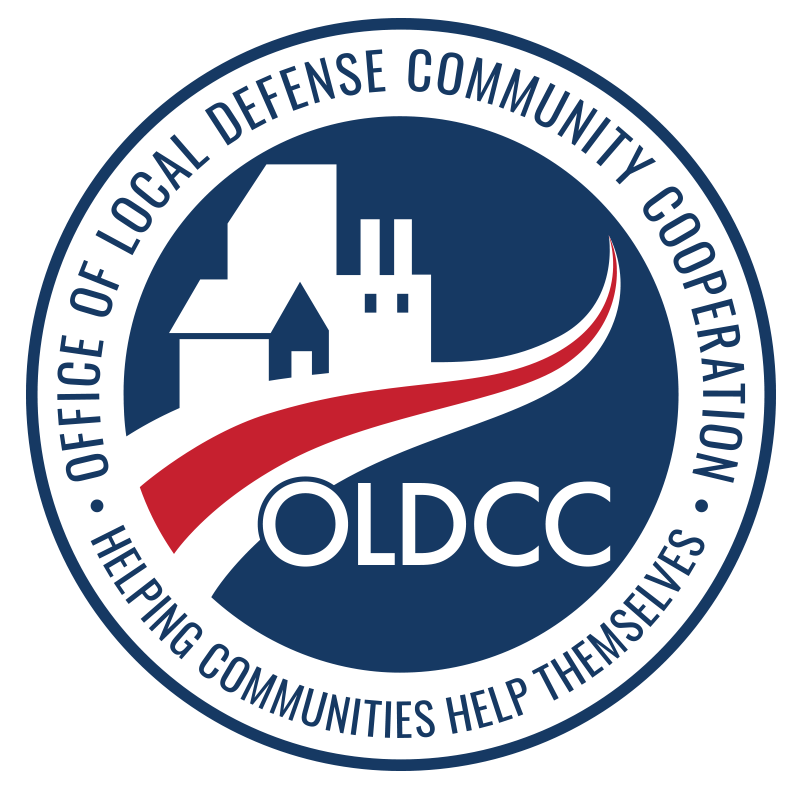 OFFICE OF LOCAL DEFENSE COMMUNITY COOPERATION
OLDCC
• HELPING COMMUNITIES HELP THEMSELVES •